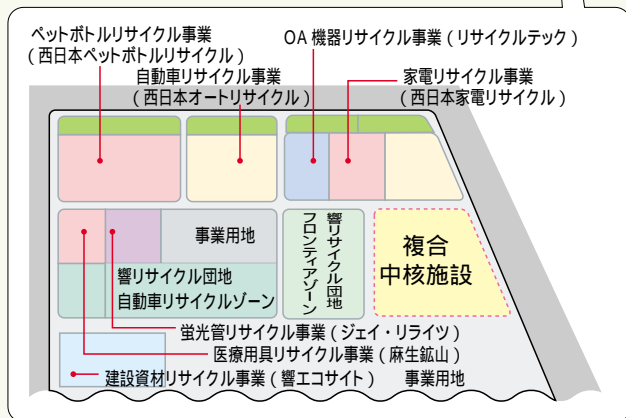 ペットボトルリサイクル事業
(西日本ペットボトルリサイクル)
OA 機器リサイクル事業(リサイクルテック)
自動車リサイクル事業
(西日本オートリサイクル)
家電リサイクル事業
(西日本家電リサイクル)
事業用地
響リサイクル団地
自動車リサイクルゾーン
響リサイクル団地
フロンティアゾーン
複合
中核施設
蛍光管リサイクル事業(ジェイ・リライツ)
医療用具リサイクル事業(麻生鉱山)
建設資材リサイクル事業(響エコサイト)
事業用地